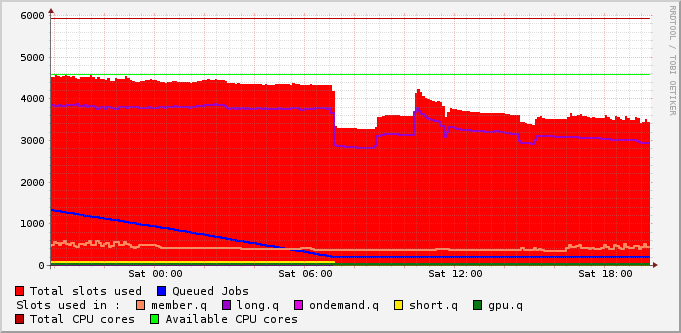 6000
5000
4000
3000
2000
1000
0
Sat 00:00 Sat 06:00 Sat 12:00 Sat 18:00
Total slots used Queued Jobs
Slots used in : member.q long.q ondemand.q short.q gpu.q
Total CPU cores Available CPU cores
RRDTOOL / TOBI OETIKER